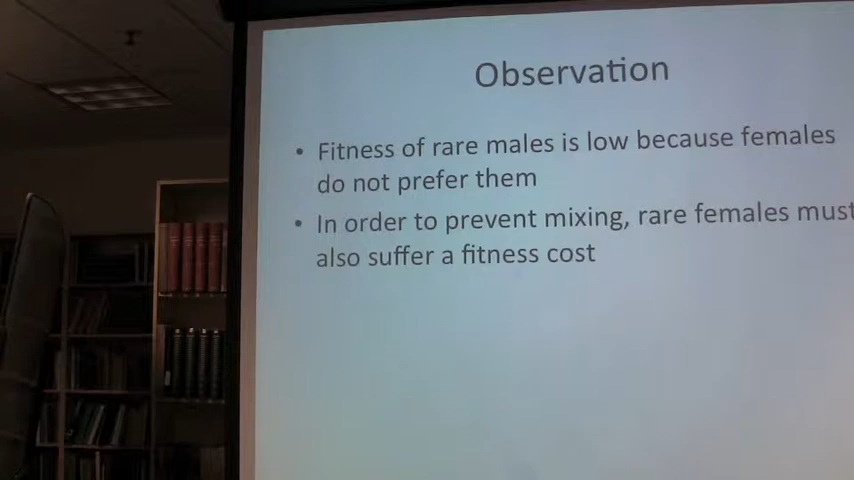 Observation
• Fitness of rare males is low because females
do not prefer them
• In order to prevent mixing, rare females must
also suffer a fitness cost